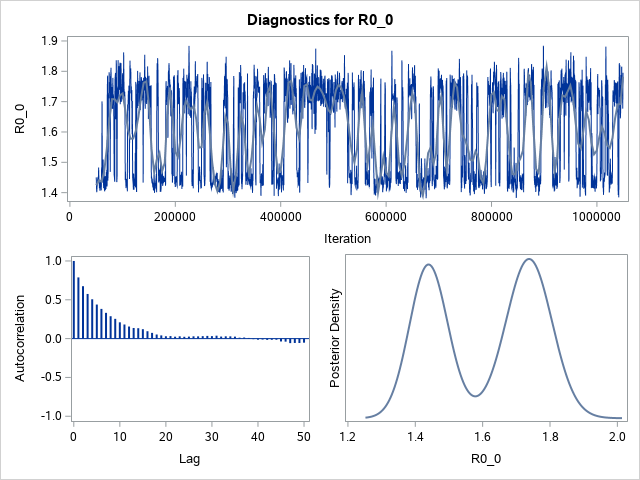 Diagnostics for R0_0
1.9
1.8
1.7
1.6
1.5
1.4
R0_0
0 200000 400000 600000 800000 1000000
Iteration
1.0
0.5
0.0
-0.5
-1.0
Autocorrelation
0 10 20 30 40 50
Lag
Posterior Density
1.2 1.4 1.6 1.8 2.0
R0_0